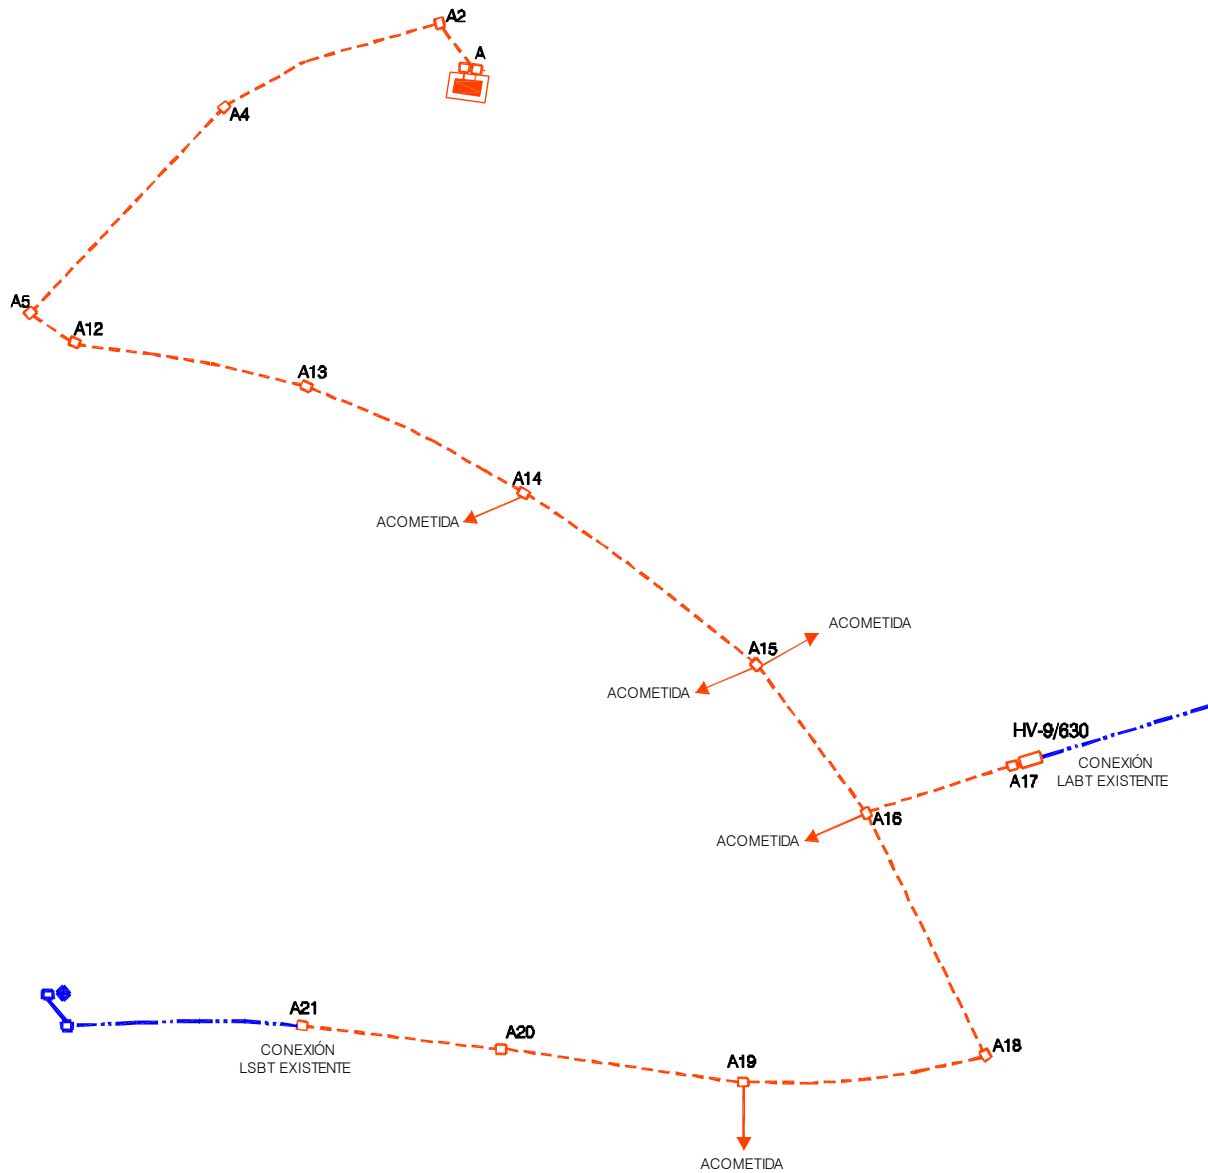 A2
A
A4
A5
A12
A13
A14
ACOMETIDA
ACOMETIDA
A15
ACOMETIDA
HV-9/630
CONEXIÓN
LABT EXISTENTE
A17
A16
ACOMETIDA
A21
CONEXIÓN
LSBT EXISTENTE
A20
A19
A18
ACOMETIDA